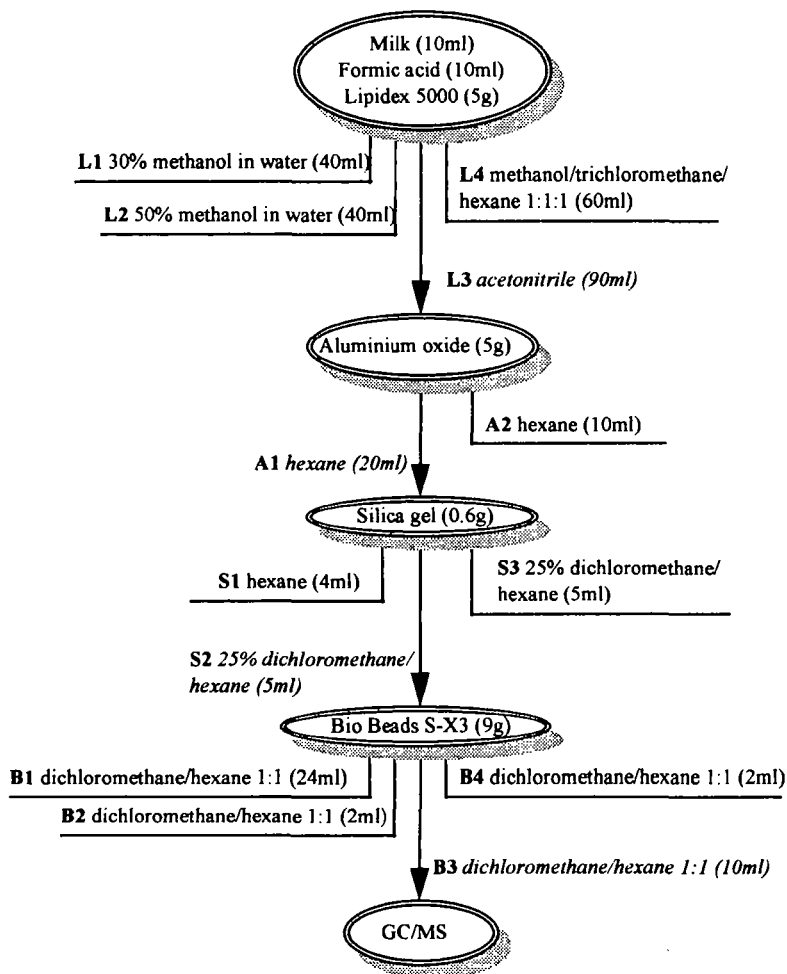 Milk (10ml)
Formic acid (10ml)
Lipidex 5000 (5g)
L1 30% methanol in water (40ml)
L2 50% methanol in water (40ml)
L4 methanol/trichloromethane/
hexane 1:1:1 (60ml)
L3 acetonitrile (90ml)
Aluminium oxide (5g)
A2 hexane (10ml)
A1 hexane (20ml)
Silica gel (0.6g)
S1 hexane (4ml)
S3 25% dichloromethane/
hexane (5ml)
S2 25% dichloromethane/
hexane (5ml)
Bio Beads S-X3 (9g)
B1 dichloromethane/hexane 1:1 (24ml)
B4 dichloromethane/hexane 1:1 (2ml)
B2 dichloromethane/hexane 1:1 (2ml)
B3 dichloromethane/hexane 1:1 (10ml)
GC/MS